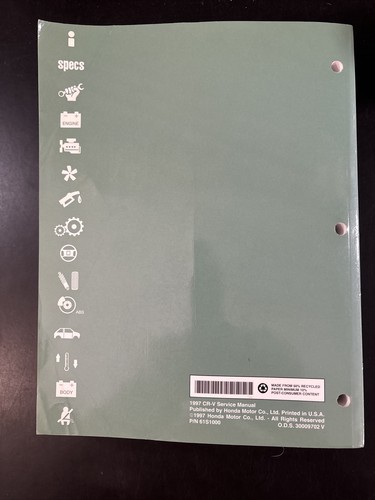 i
specs
ENGINE
ABS
BODY
MADE FROM 50% RECYCLED
PAPER MINIMUM 10%
POST-CONSUMER CONTENT
1997 CR-V Service Manual
Published by Honda Motor Co., Ltd. Printed in U.S.A.
©1997 Honda Motor Co., Ltd. - All Rights Reserved
P/N 61S1000 O.D.S. 30009702 V